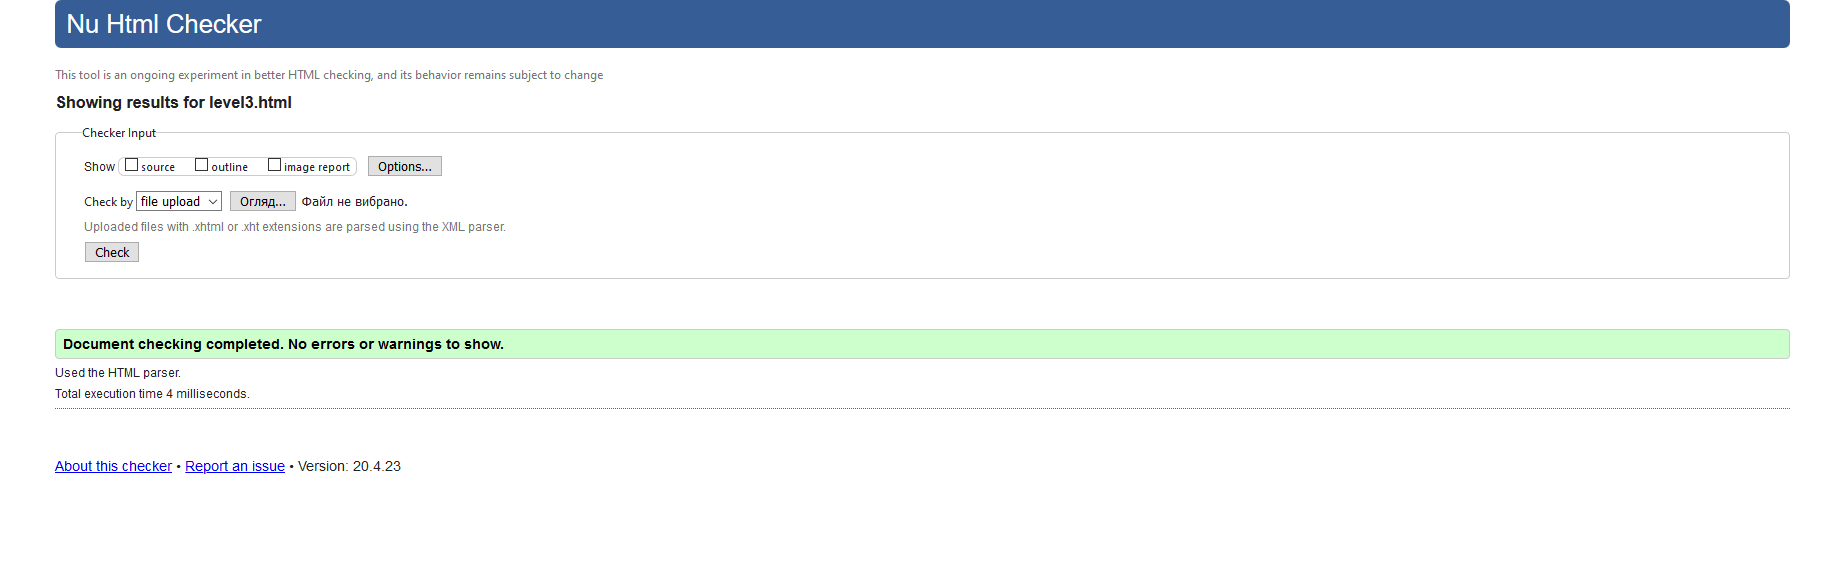 Nu Html Checker
This tool is an ongoing experiment in better HTML checking, and its behavior remains subject to change
Showing results for level3.html
Checker Input
Show source outline image report Options...
Check by file upload Огляд... Файл не вибрано.
Uploaded files with .xhtml or .xht extensions are parsed using the XML parser.
Check
Document checking completed. No errors or warnings to show.
Used the HTML parser.
Total execution time 4 milliseconds.
About this checker • Report an issue • Version: 20.4.23